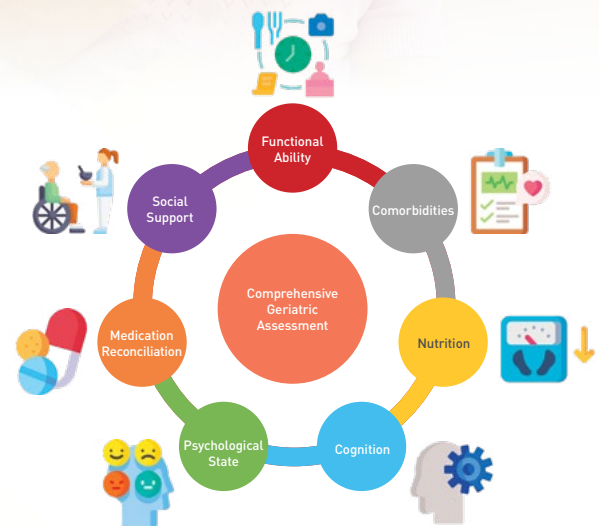 Functional
Ability
Social
Support
Comorbidities
Comprehensive
Geriatric
Assessment
Medication
Reconciliation
Nutrition
Psychological
State
Cognition